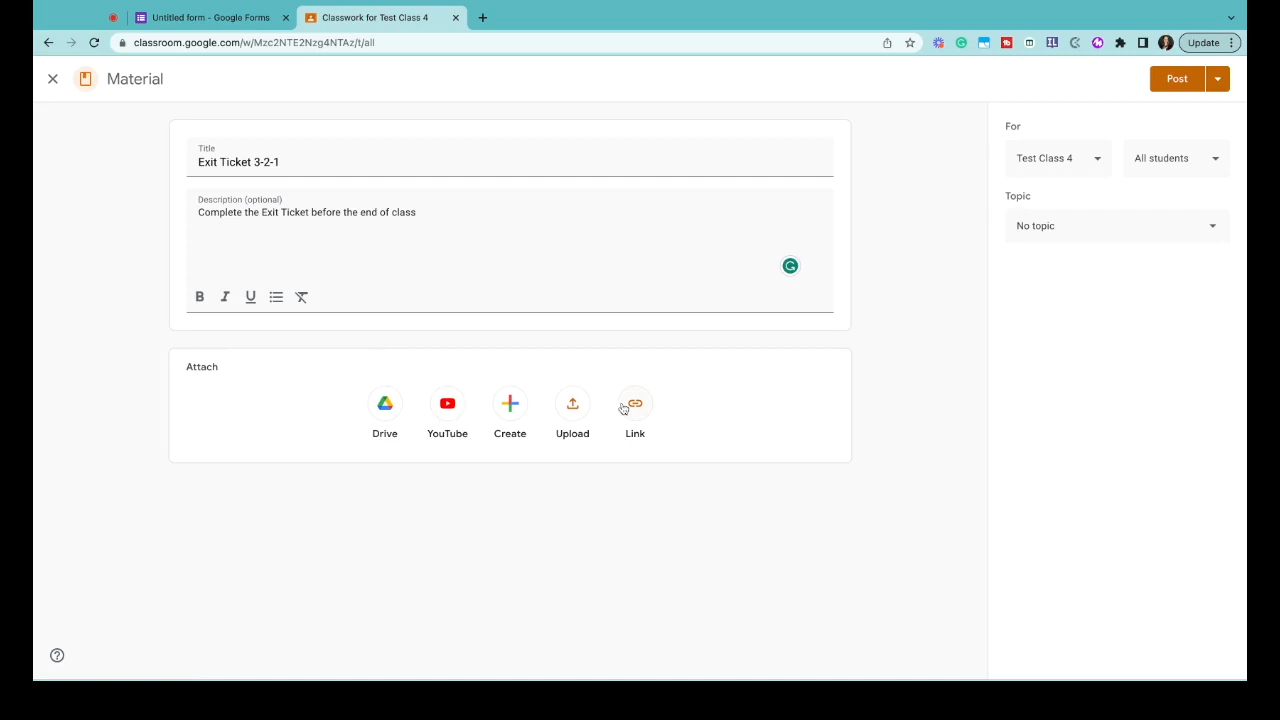 Untitled form - Google Forms
Classwork for Test Class 4
classroom.google.com/w/Mzc2NTE2Nzg4NTAz/t/all
Update
Material
Post
Title
Exit Ticket 3-2-1
Description (optional)
Complete the Exit Ticket before the end of class
B I U
Attach
Drive
YouTube
Create
Upload
Link
For
Test Class 4
All students
Topic
No topic